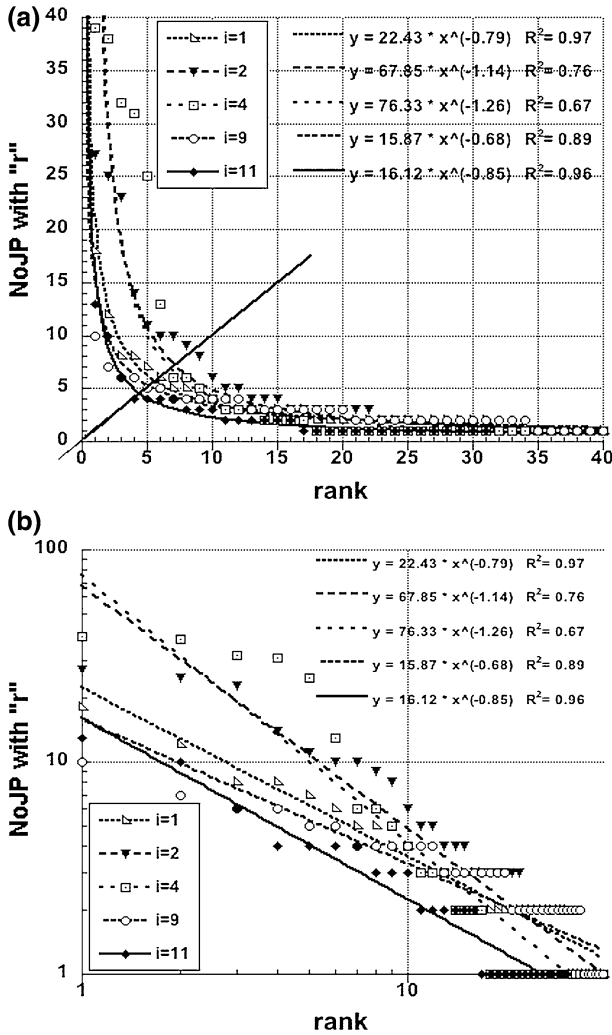 (a)
40
35
30
25
20
15
10
5
0
NoJP with "r"
i=1
i=2
i=4
i=9
i=11
y = 22.43 * x^(-0.79) R2= 0.97
y = 67.85 * x^(-1.14) R2= 0.76
y = 76.33 * x^(-1.26) R2= 0.67
y = 15.87 * x^(-0.68) R2= 0.89
y = 16.12 * x^(-0.85) R2= 0.96
0 5 10 15 20 25 30 35 40
rank
(b)
100
10
1
NoJP with "r"
y = 22.43 * x^(-0.79) R2= 0.97
y = 67.85 * x^(-1.14) R2= 0.76
y = 76.33 * x^(-1.26) R2= 0.67
y = 15.87 * x^(-0.68) R2= 0.89
y = 16.12 * x^(-0.85) R2= 0.96
i=1
i=2
i=4
i=9
i=11
1 10
rank